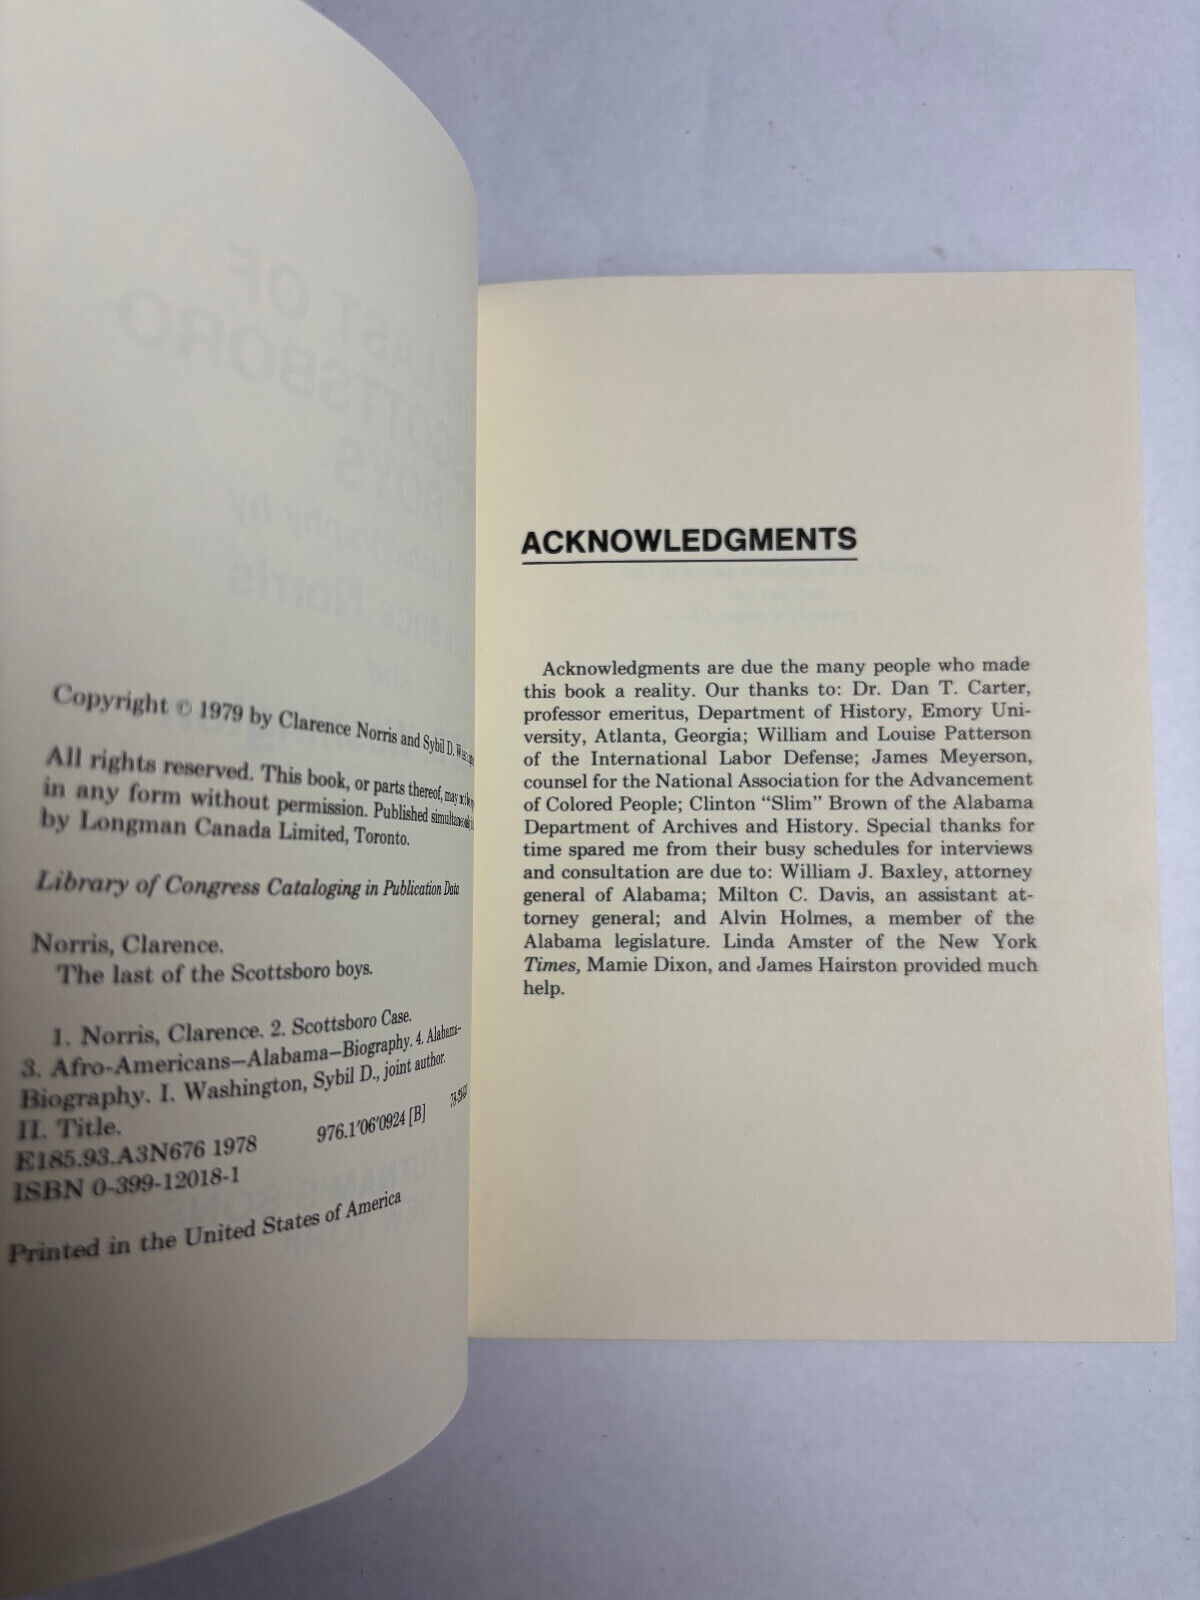 Copyright © 1979 by Clarence Norris and Sybil D.
All rights reserved. This book, or parts thereof, may
in any form without permission. Published
by Longman Canada Limited, Toronto.
Library of Congress Cataloging in Publication Data
Norris, Clarence.
The last of the Scottsboro boys.
1. Norris, Clarence. 2. Scottsboro Case.
3. Afro-Americans—Alabama—Biography. 4. Alabama—
Biography. I. Washington, Sybil D., joint author.
II. Title.
E185.93.A3N676 1978 976.1'06'0924 [B]
ISBN 0-399-12018-1
Printed in the United States of America
ACKNOWLEDGMENTS
Acknowledgments are due the many people who made
this book a reality. Our thanks to: Dr. Dan T. Carter,
professor emeritus, Department of History, Emory Uni-
versity, Atlanta, Georgia; William and Louise Patterson
of the International Labor Defense; James Meyerson,
counsel for the National Association for the Advancement
of Colored People; Clinton “Slim” Brown of the Alabama
Department of Archives and History. Special thanks for
time spared me from their busy schedules for interviews
and consultation are due to: William J. Baxley, attorney
general of Alabama; Milton C. Davis, an assistant at-
torney general; and Alvin Holmes, a member of the
Alabama legislature. Linda Amster of the New York
Times, Mamie Dixon, and James Hairston provided much
help.